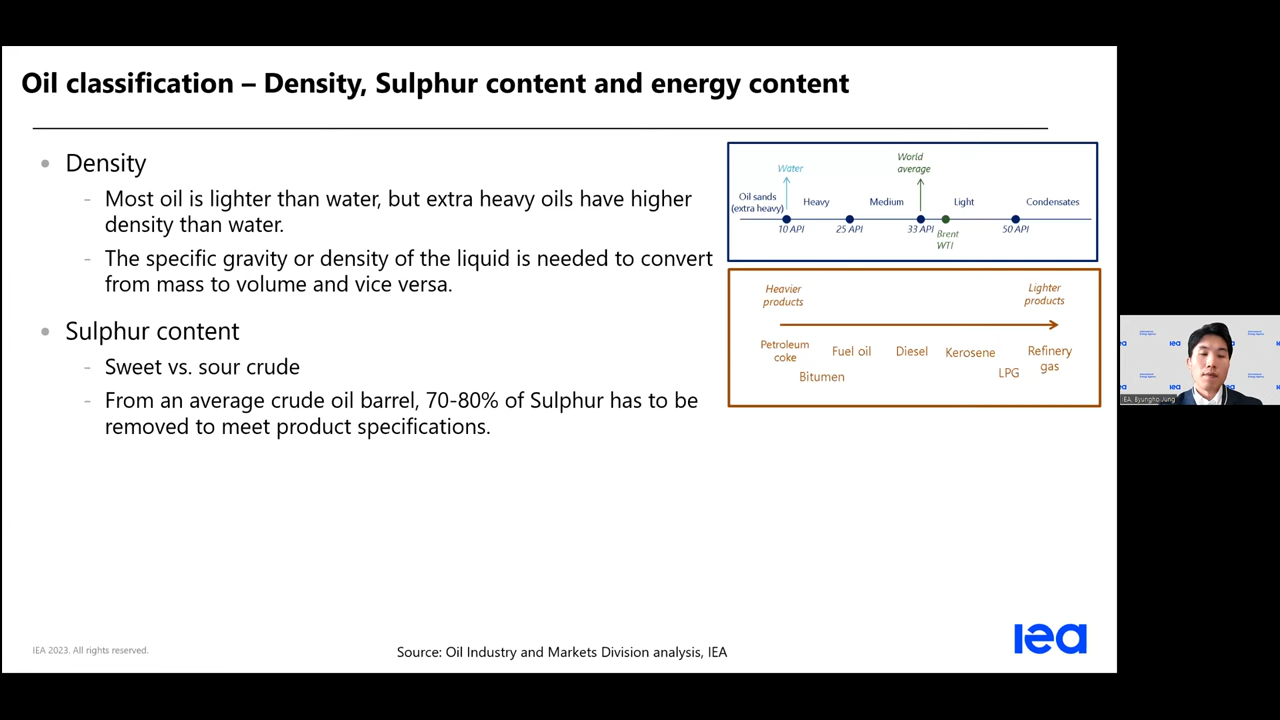 Oil classification – Density, Sulphur content and energy content
• Density
- Most oil is lighter than water, but extra heavy oils have higher
density than water.
- The specific gravity or density of the liquid is needed to convert
from mass to volume and vice versa.
• Sulphur content
- Sweet vs. sour crude
- From an average crude oil barrel, 70-80% of Sulphur has to be
removed to meet product specifications.
World
average
Water
Oil sands
(extra heavy)
Heavy
Medium
Light
Condensates
10 API
25 API
33 API
Brent
WTI
50 API
Heavier
products
Lighter
products
Petroleum
coke
Bitumen
Fuel oil
Diesel
Kerosene
LPG
Refinery
gas
IEA 2023. All rights reserved.
Source: Oil Industry and Markets Division analysis, IEA
iea
iea
IEA, Byungho Jung